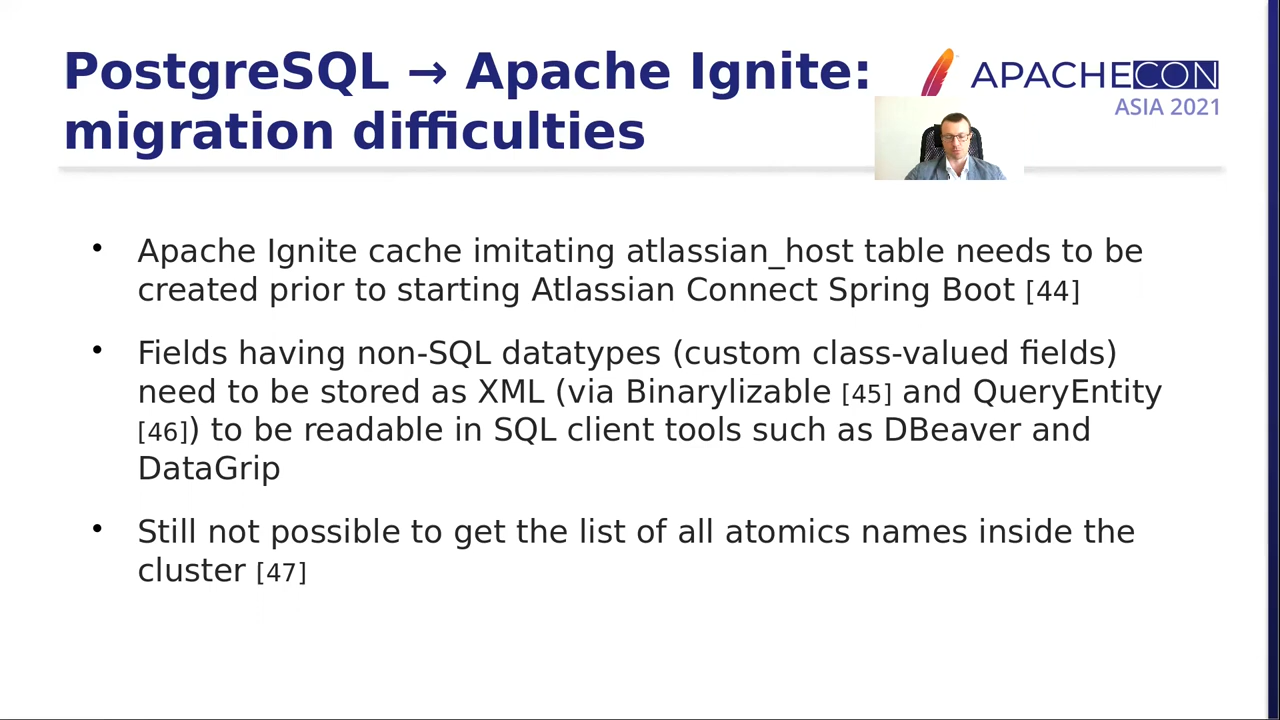 PostgreSQL → Apache Ignite:
migration difficulties
APACHECON
ASIA 2021
• Apache Ignite cache imitating atlassian_host table needs to be
created prior to starting Atlassian Connect Spring Boot [44]
• Fields having non-SQL datatypes (custom class-valued fields)
need to be stored as XML (via Binarylizable [45] and QueryEntity
[46]) to be readable in SQL client tools such as DBeaver and
DataGrip
• Still not possible to get the list of all atomics names inside the
cluster [47]